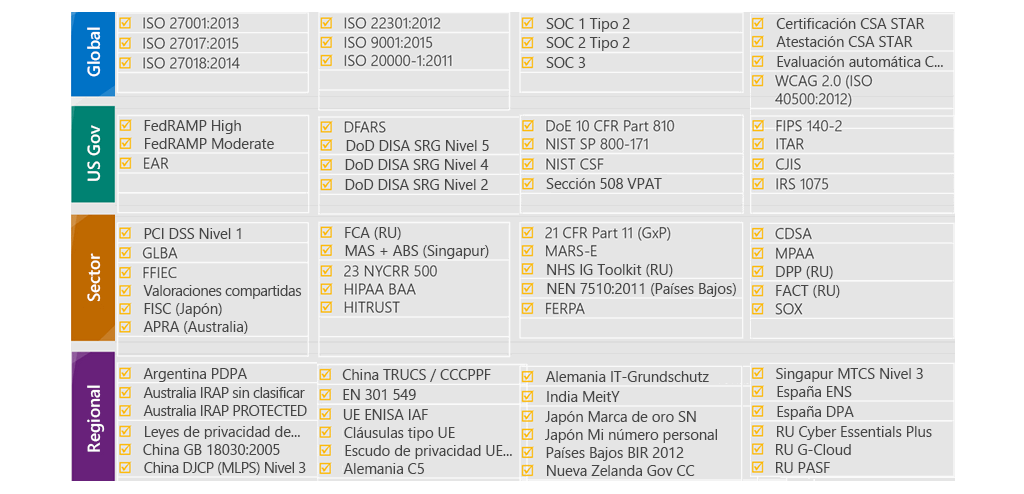 Global
ISO 27001:2013
ISO 27017:2015
ISO 27018:2014
ISO 22301:2012
ISO 9001:2015
ISO 20000-1:2011
SOC 1 Tipo 2
SOC 2 Tipo 2
SOC 3
Certificación CSA STAR
Atestación CSA STAR
Evaluación automática C...
WCAG 2.0 (ISO
40500:2012)
US Gov
FedRAMP High
FedRAMP Moderate
EAR
DFARS
DoD DISA SRG Nivel 5
DoD DISA SRG Nivel 4
DoD DISA SRG Nivel 2
DoE 10 CFR Part 810
NIST SP 800-171
NIST CSF
Sección 508 VPAT
FIPS 140-2
ITAR
CJIS
IRS 1075
Sector
PCI DSS Nivel 1
GLBA
FFIEC
Valoraciones compartidas
FISC (Japón)
APRA (Australia)
FCA (RU)
MAS + ABS (Singapur)
23 NYCRR 500
HIPAA BAA
HITRUST
21 CFR Part 11 (GxP)
MARS-E
NHS IG Toolkit (RU)
NEN 7510:2011 (Países Bajos)
FERPA
CDSA
MPAA
DPP (RU)
FACT (RU)
SOX
Regional
Argentina PDPA
Australia IRAP sin clasificar
Australia IRAP PROTECTED
Leyes de privacidad de...
China GB 18030:2005
China DJCP (MLPS) Nivel 3
China TRUCS / CCCPPF
EN 301 549
UE ENISA IAF
Cláusulas tipo UE
Escudo de privacidad UE...
Alemania C5
Alemania IT-Grundschutz
India MeitY
Japón Marca de oro SN
Japón Mi número personal
Países Bajos BIR 2012
Nueva Zelanda Gov CC
Singapur MTCS Nivel 3
España ENS
España DPA
RU Cyber Essentials Plus
RU G-Cloud
RU PASF